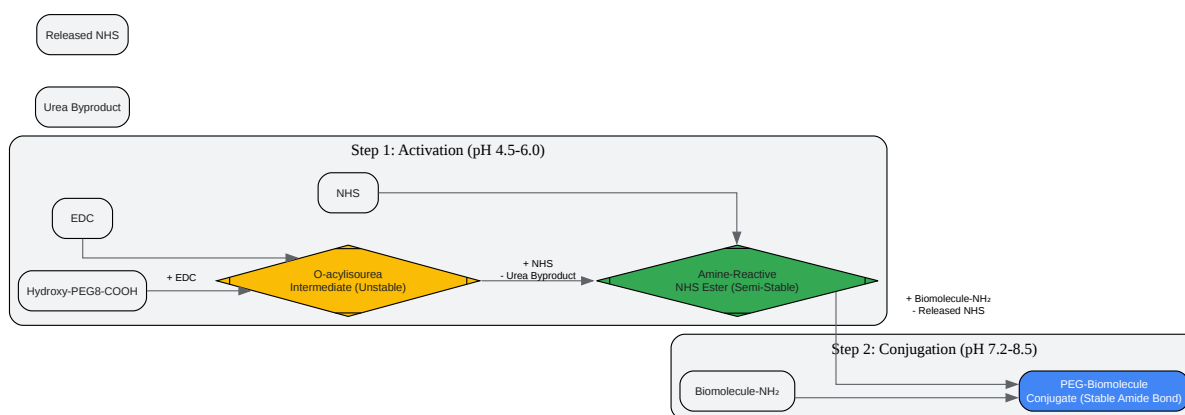 Released NHS
Urea Byproduct
Step 1: Activation (pH 4.5-6.0)
NHS
EDC
Hydroxy-PEG8-COOH
+ EDC
O-acylisourea
Intermediate (Unstable)
+ NHS
- Urea Byproduct
Amine-Reactive
NHS Ester (Semi-Stable)
+ Biomolecule-NH₂
- Released NHS
Step 2: Conjugation (pH 7.2-8.5)
Biomolecule-NH₂
PEG-Biomolecule
Conjugate (Stable Amide Bond)